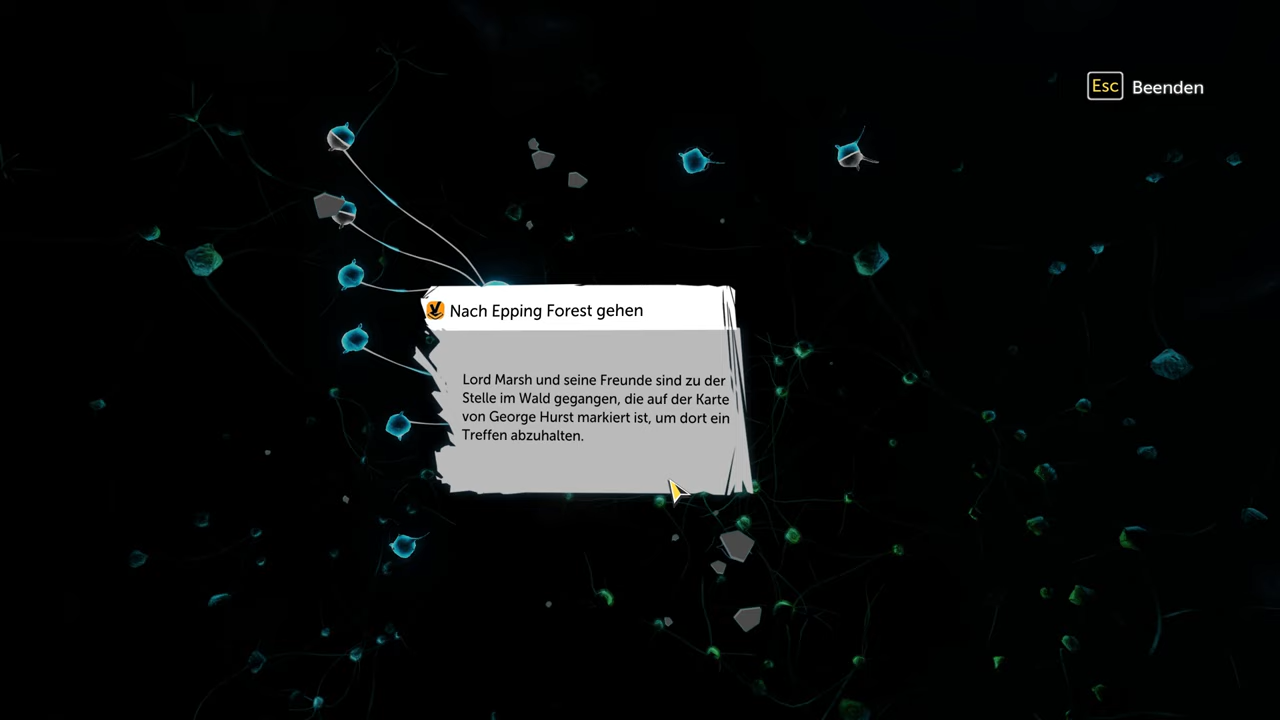 Esc Beenden
Nach Epping Forest gehen
Lord Marsh und seine Freunde sind zu der
Stelle im Wald gegangen, die auf der Karte
von George Hurst markiert ist, um dort ein
Treffen abzuhalten.